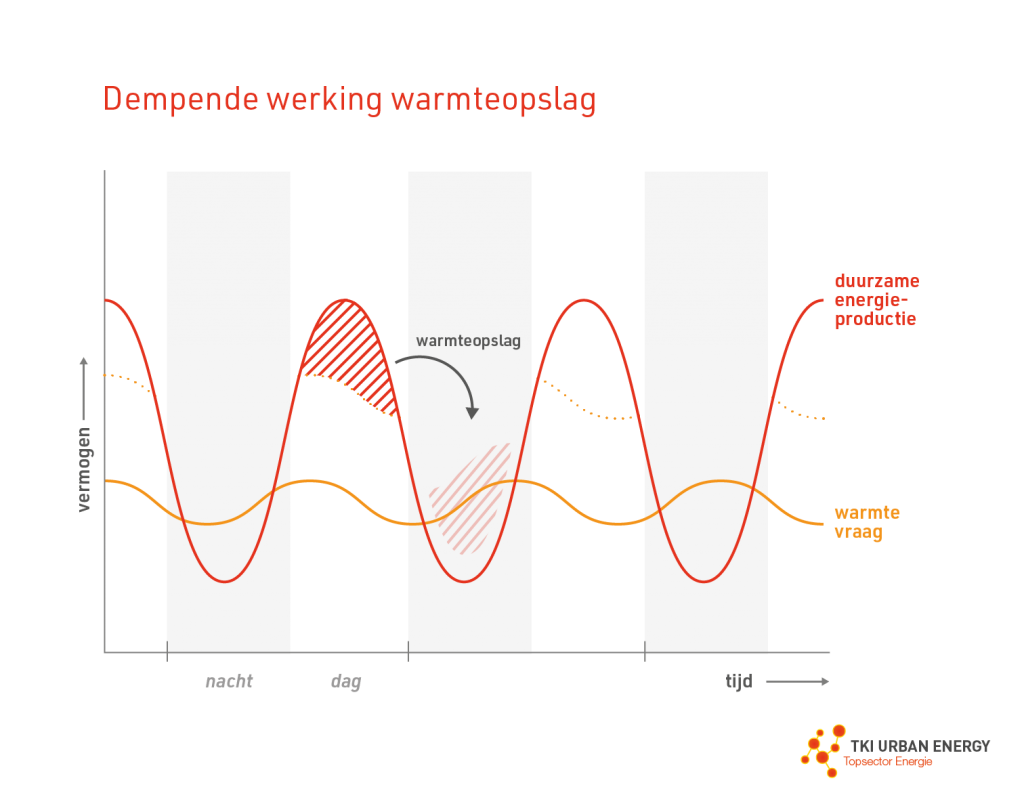 Dempende werking warmteopslag
duurzame
energie-
productie
warmteopslag
vermogen
warmte
vraag
nacht
dag
tijd
TKI URBAN ENERGY
Topsector Energie